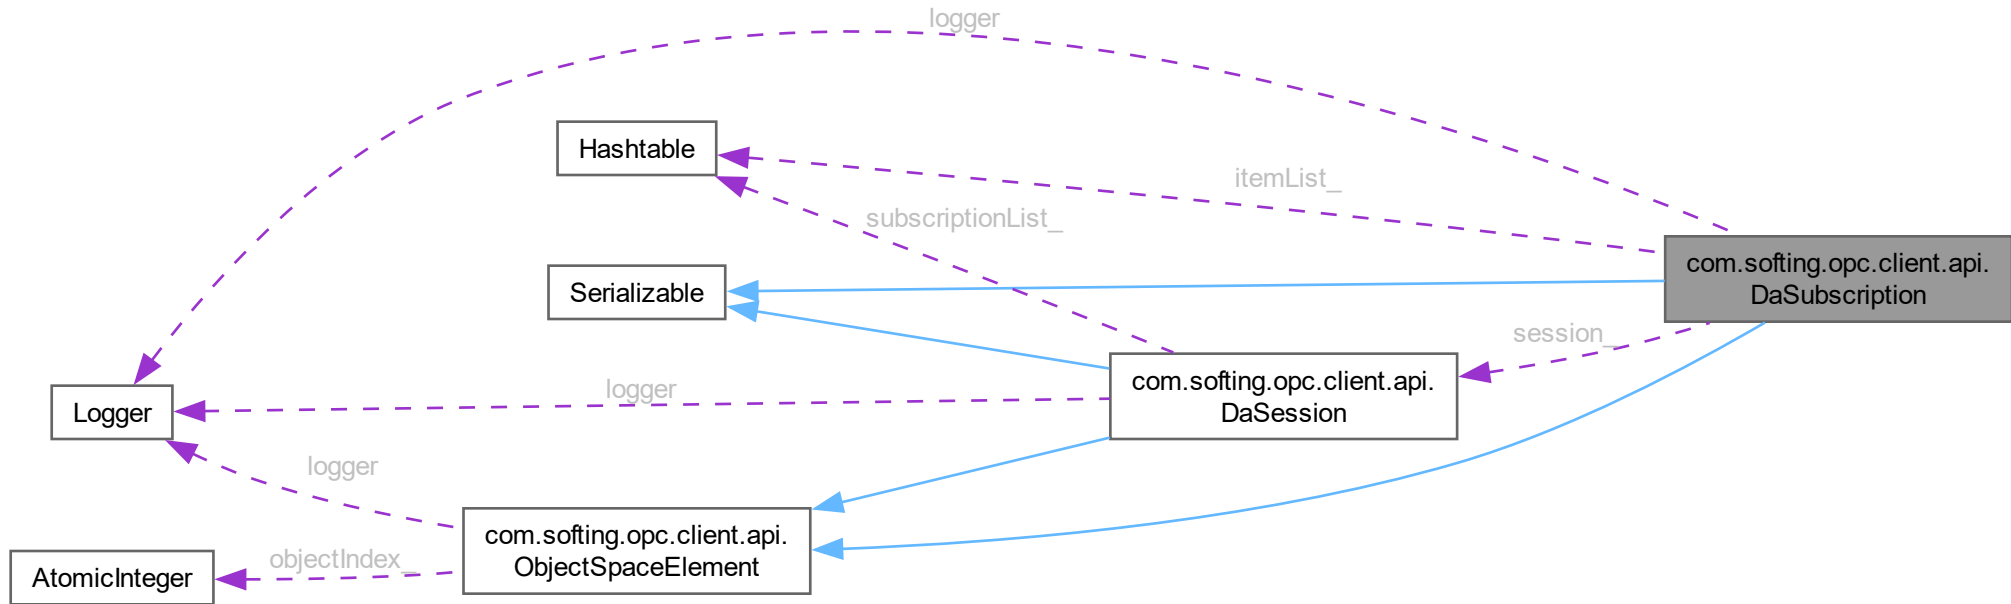 logger
Hashtable
itemList_
subscriptionList_
com.softing.opc.client.api.
DaSubscription
Serializable
session_
com.softing.opc.client.api.
DaSession
logger
Logger
logger
com.softing.opc.client.api.
ObjectSpaceElement
objectIndex_
AtomicInteger